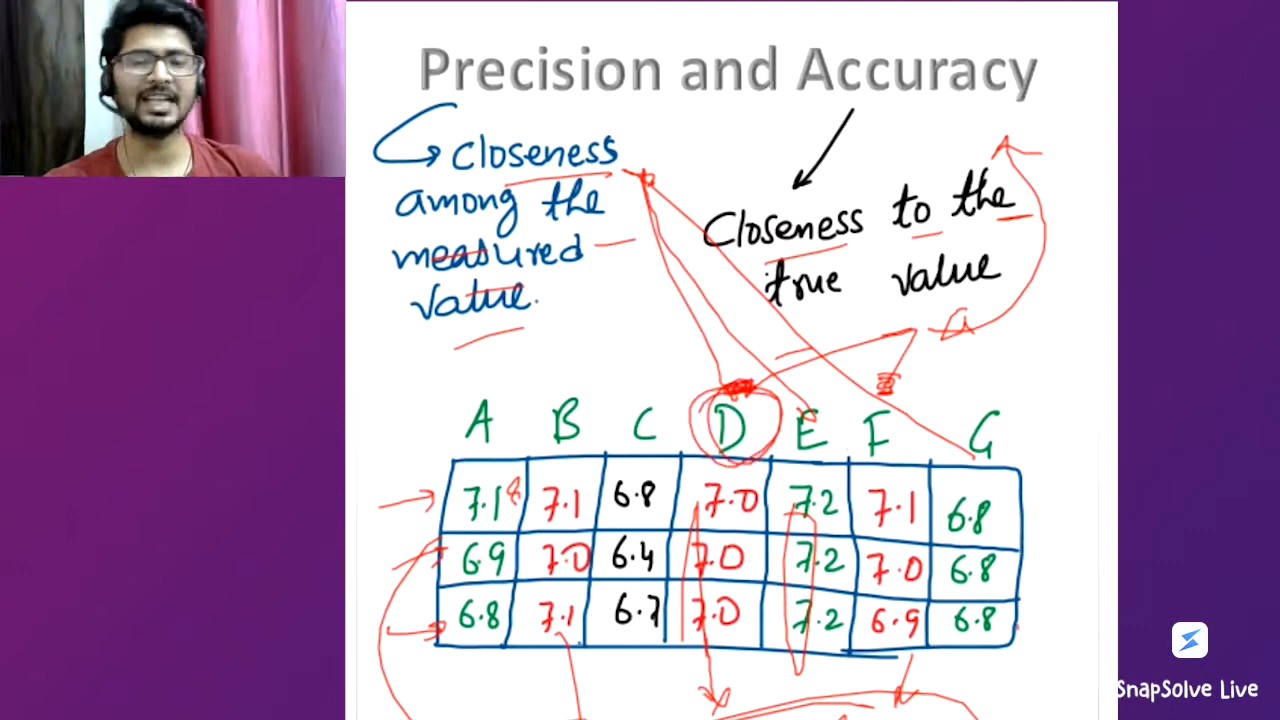 Precision and Accuracy
Closeness
among the
measured
value.
Closeness to the
true value
A B C D E F G
7.1 7.1 6.8 7.0 7.2 7.1 6.8
6.9 7.0 6.4 7.0 7.2 7.0 6.8
6.8 7.1 6.7 7.0 7.2 6.9 6.8
SnapSolve Live